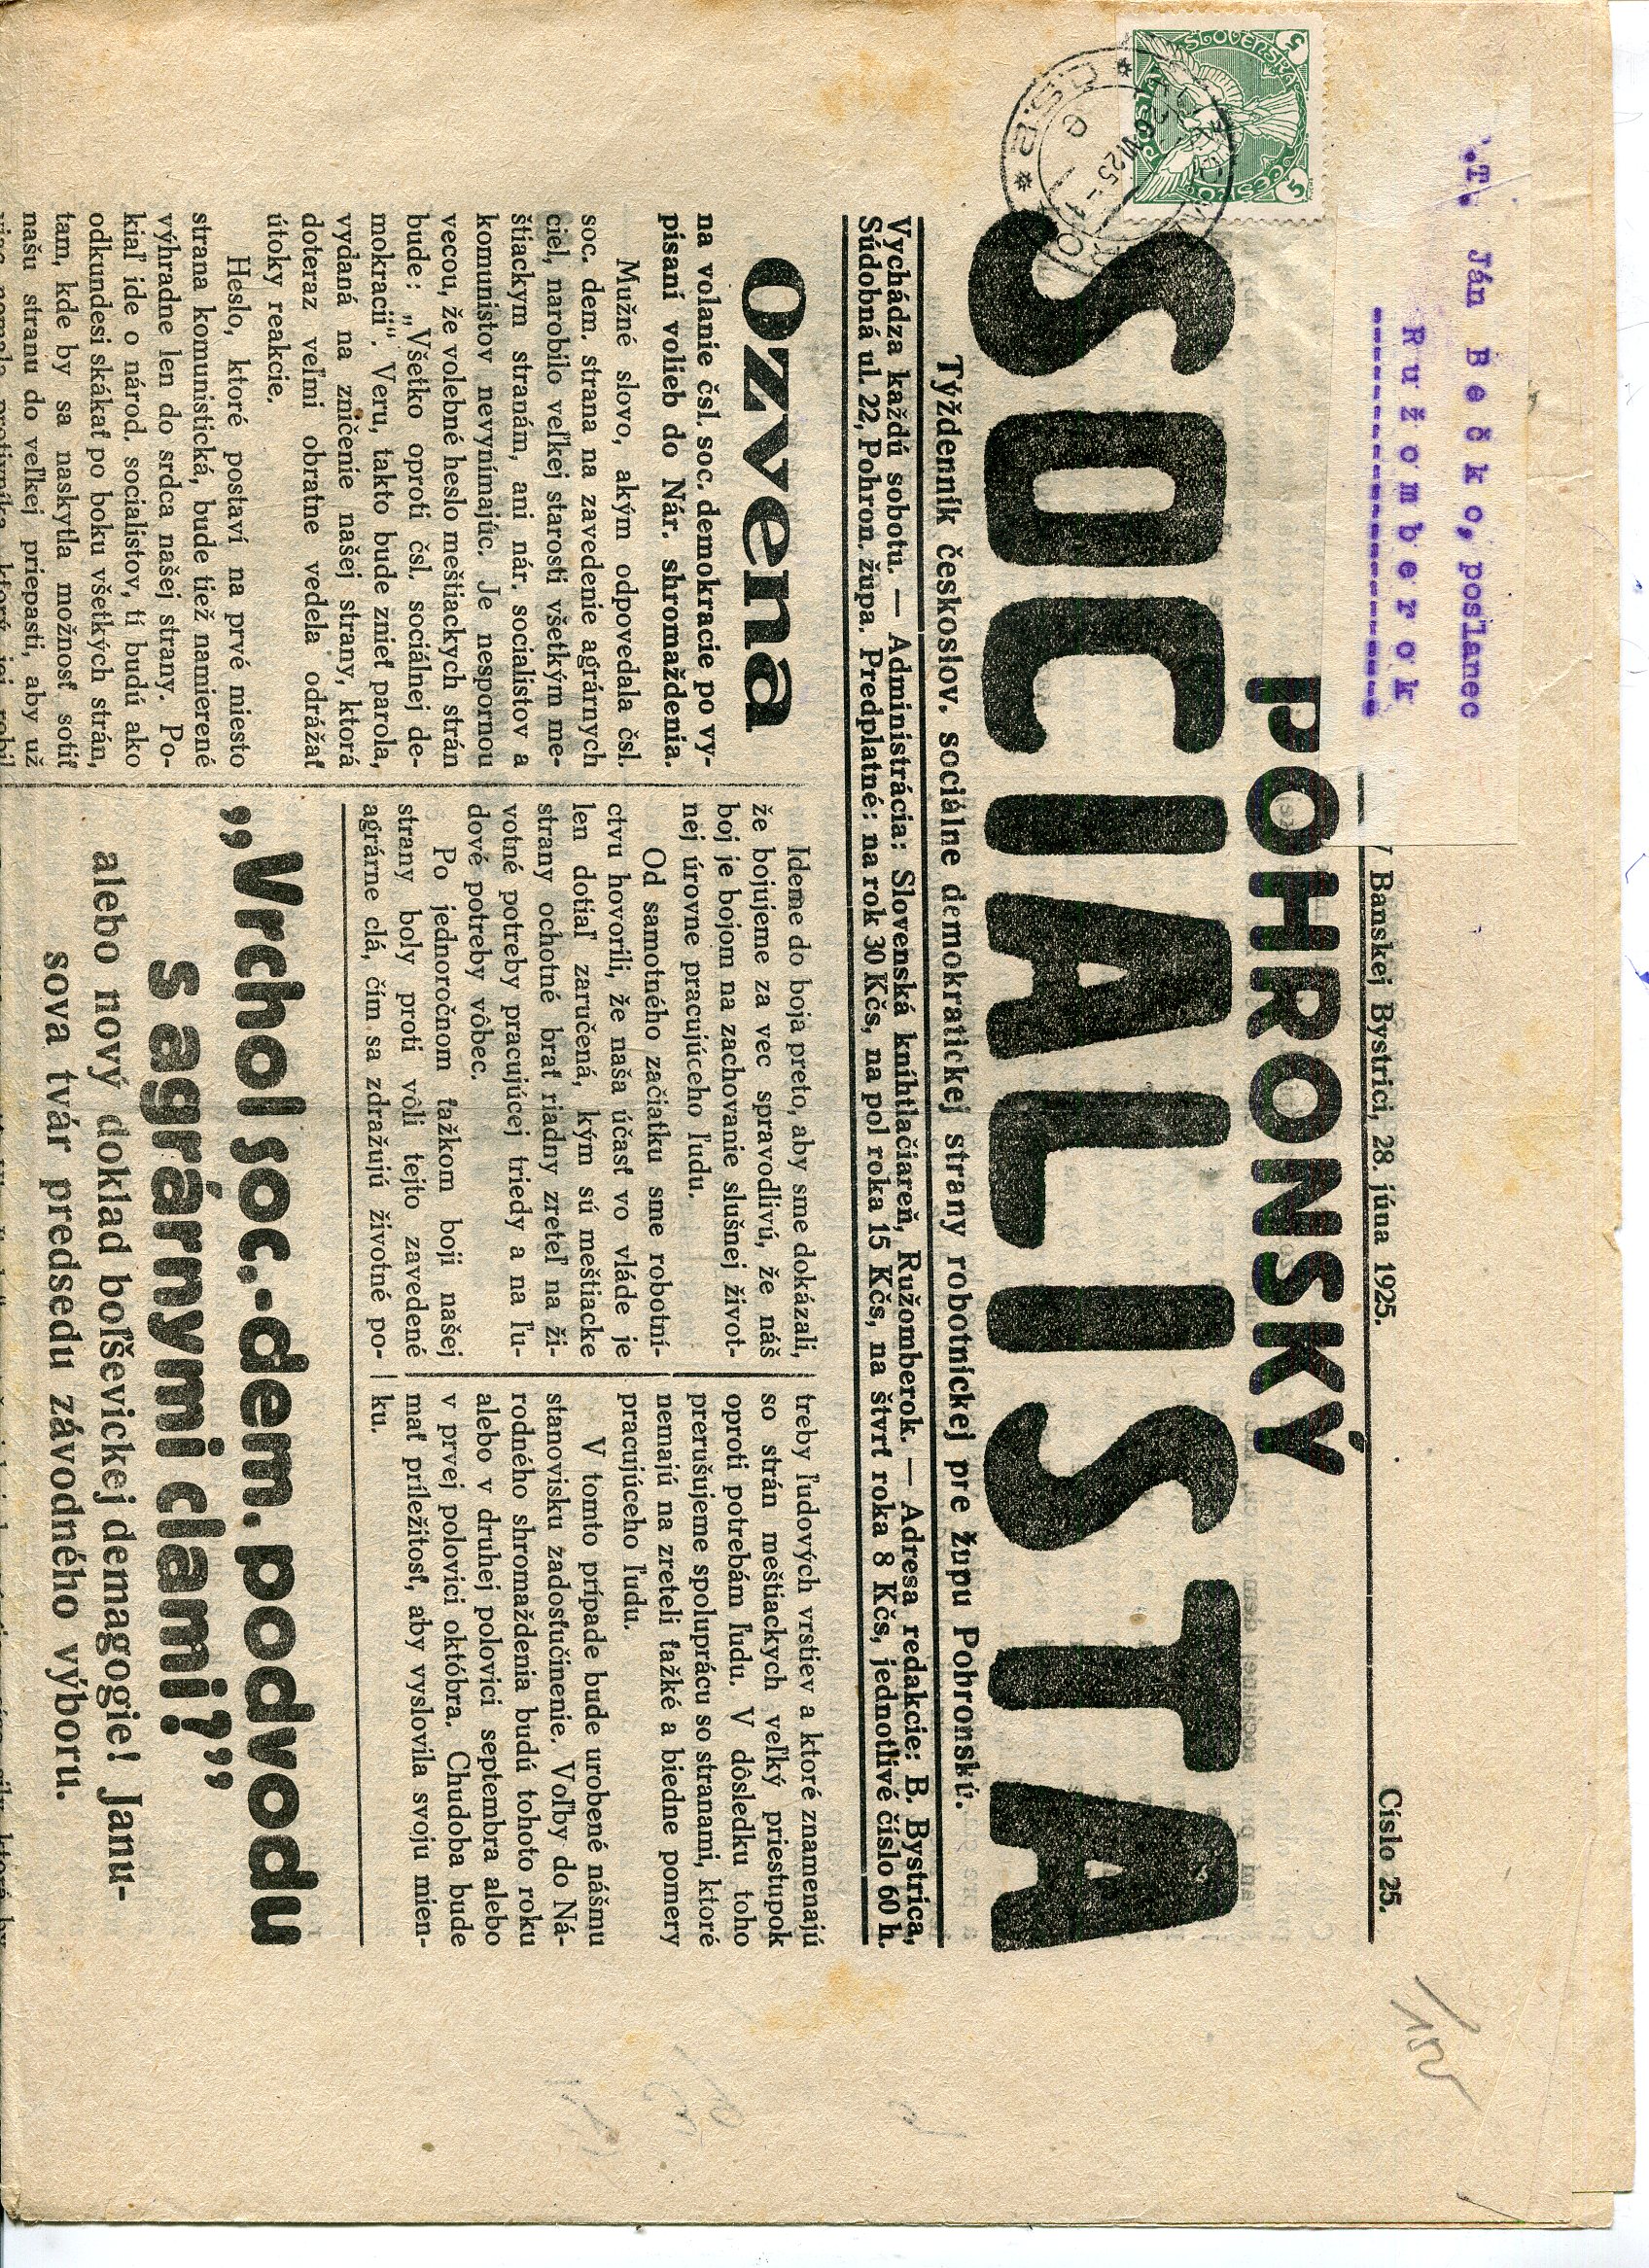 .T. Ján Bečko, poslanec
Ružomberok
Banskej Bystrici, 28. júna 1925.
Číslo 25.
POHRONSKÝ
SOCIALISTA
Týždenník českoslov. sociálne demokratickej strany robotníckej pre župu Pohronskú.
Vychádza každú sobotu. — Administrácia: Slovenská kníhtlačiareň, Ružomberok. — Adresa redakcie: B. Bystrica,
Súdobná ul. 22, Pohron. župa. Predplatné: na rok 30 Kčs, na pol roka 15 Kčs, na štvrť roka 8 Kčs, jednotlivé číslo 60 h.
Ozvena
na volanie čsl. soc. demokracie po vy-
písaní volieb do Nár. shromaždenia.
Mužné slovo, akým odpovedala čsl.
soc. dem. strana na zavedenie agrárnych
ciel, narobilo veľkej starosti všetkým me-
štiackym stranám, ani nár. socialistov a
komunistov nevynímajúc. Je nespornou
vecou, že volebné heslo meštiackych strán
bude: „Všetko oproti čsl. sociálnej de-
mokracii“. Veru, takto bude znieť parola,
vydaná na zničenie našej strany, ktorá
doteraz veľmi obratne vedela odrážať
útoky reakcie.
Heslo, ktoré postaví na prvé miesto
strana komunistická, bude tiež namierené
výhradne len do srdca našej strany. Po-
kiaľ ide o národ. socialistov, tí budú ako
odkundesi skákať po boku všetkých strán,
tam, kde by sa naskytla možnosť sotiť
našu stranu do veľkej priepasti, aby už
Ideme do boja preto, aby sme dokázali,
že bojujeme za vec spravodlivú, že náš
boj je bojom na zachovanie slušnej život-
nej úrovne pracujúceho ľudu.
Od samotného začiatku sme robotní-
ctvu hovorili, že naša účasť vo vláde je
len dotiaľ zaručená, kým sú meštiacke
strany ochotné brať riadny zreteľ na ži-
votné potreby pracujúcej triedy a na ľu-
dové potreby vôbec.
Po jednoročnom ťažkom boji našej
strany boly proti vôli tejto zavedené
agrárne clá, čím sa zdražujú životné po-
treby ľudových vrstiev a ktoré znamenajú
so strán meštiackych veľký priestupok
oproti potrebám ľudu. V dôsledku toho
prerušujeme spoluprácu so stranami, ktoré
nemajú na zreteli ťažké a biedne pomery
pracujúceho ľudu.
V tomto prípade bude urobené nášmu
stanovisku zadosťučinenie. Voľby do Ná-
rodného shromaždenia budú tohoto roku
alebo v druhej polovici septembra alebo
v prvej polovici októbra. Chudoba bude
mať príležitosť, aby vyslovila svoju mien-
ku.
„Vrchol soc.-dem. podvodu
s agrárnymi clami?”
alebo nový doklad boľševickej demagogie! Janu-
sova tvár predsedu závodného výboru.